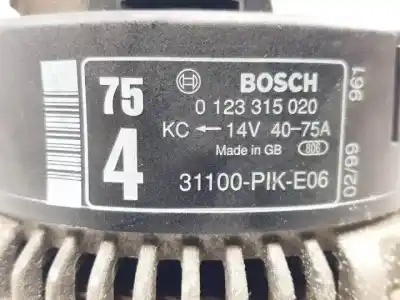 75
4
BOSCH
0 123 315 020
KC ← 14V 40-75A
Made in GB 806
31100-PIK-E06
02/99 961